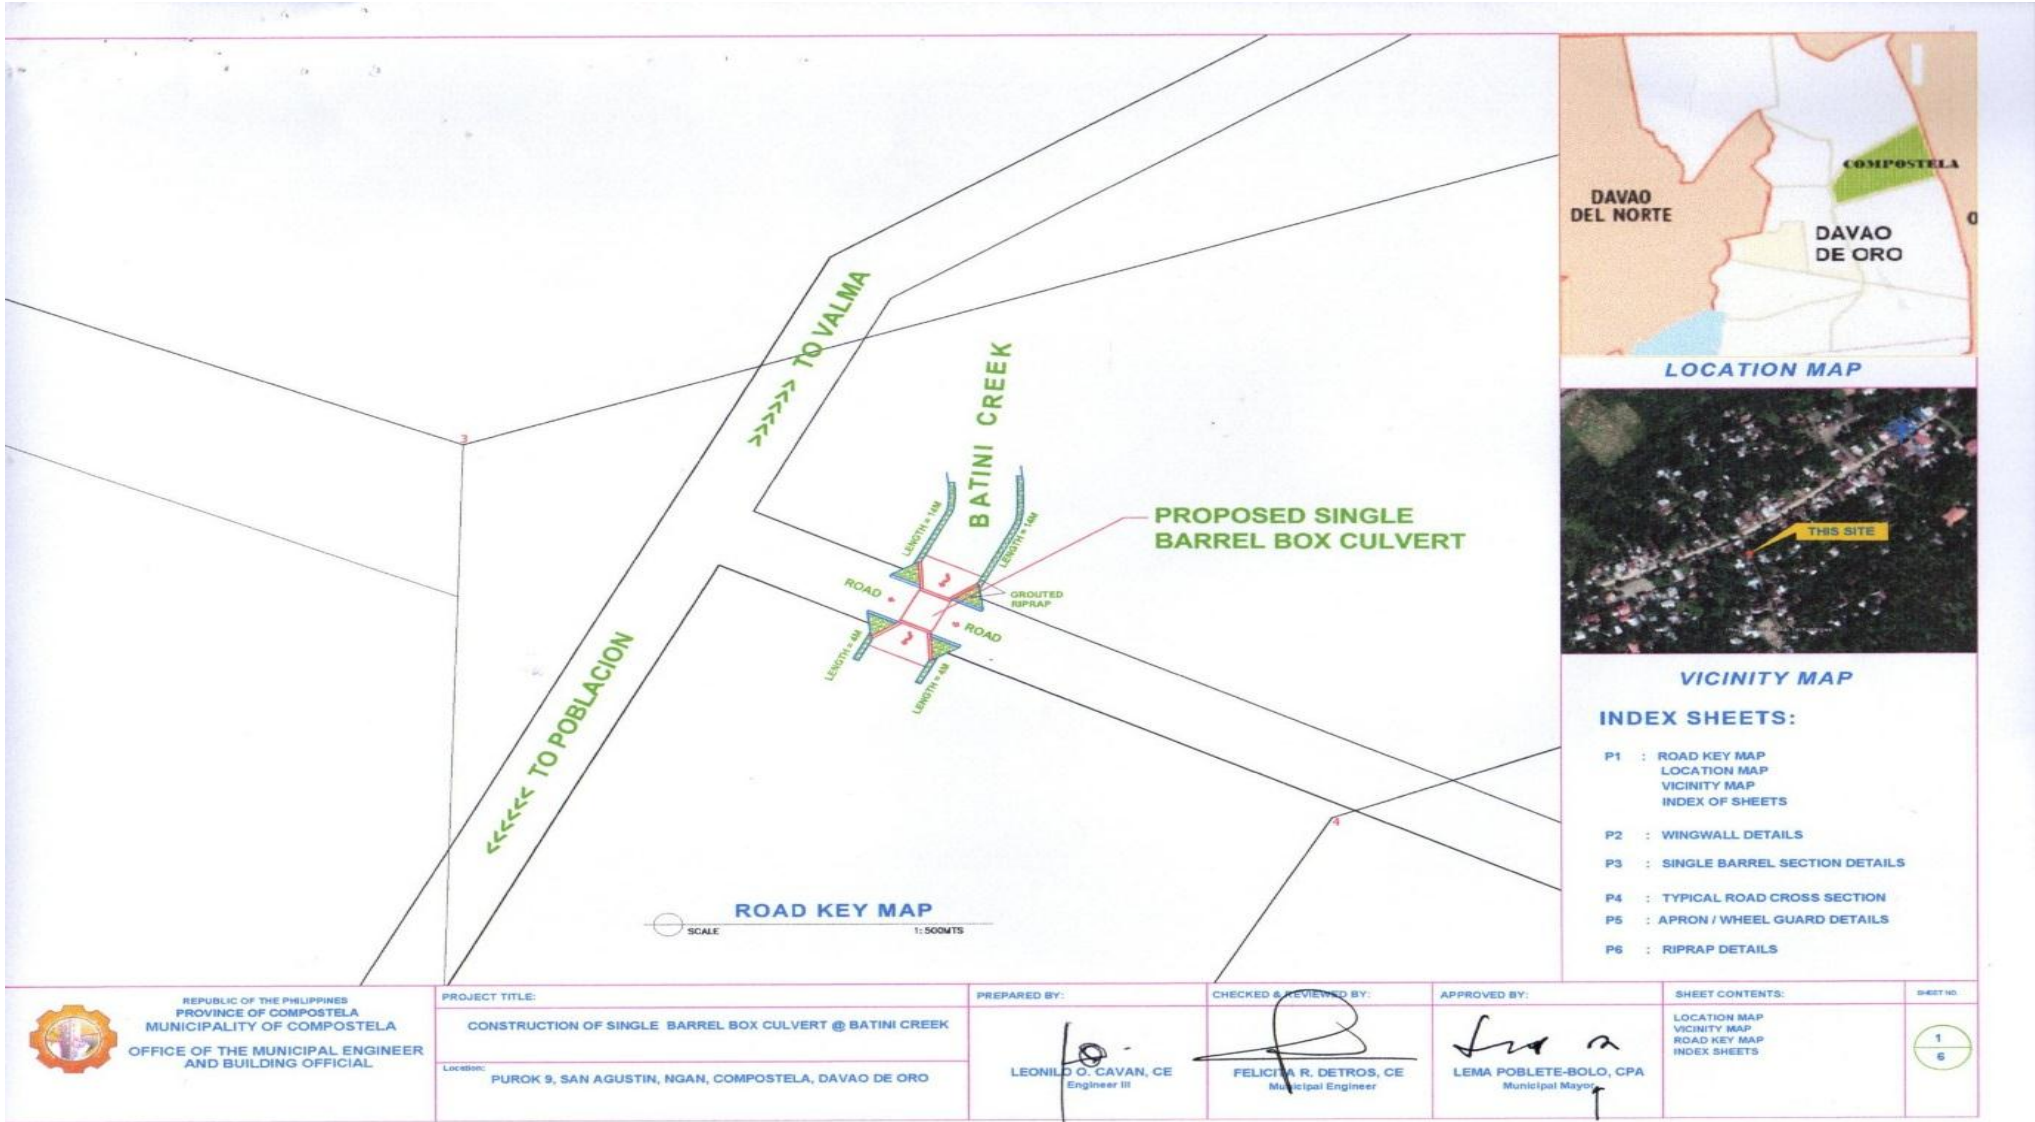 3
>>>>>> TO VALMA
BATINI CREEK
LENGTH = 14M
LENGTH = 14M
PROPOSED SINGLE
BARREL BOX CULVERT
ROAD
GROUTED
RIPRAP
ROAD
LENGTH = 4M
LENGTH = 4M
<<<<<< TO POBLACION
4
ROAD KEY MAP
SCALE
1:500MTS
COMPOSTELA
DAVAO
DEL NORTE
O
DAVAO
DE ORO
LOCATION MAP
THIS SITE
VICINITY MAP
INDEX SHEETS:
P1 : ROAD KEY MAP
LOCATION MAP
VICINITY MAP
INDEX OF SHEETS
P2 : WINGWALL DETAILS
P3 : SINGLE BARREL SECTION DETAILS
P4 : TYPICAL ROAD CROSS SECTION
P5 : APRON / WHEEL GUARD DETAILS
P6 : RIPRAP DETAILS
REPUBLIC OF THE PHILIPPINES
PROVINCE OF COMPOSTELA
MUNICIPALITY OF COMPOSTELA
OFFICE OF THE MUNICIPAL ENGINEER
AND BUILDING OFFICIAL
PROJECT TITLE:
CONSTRUCTION OF SINGLE BARREL BOX CULVERT @ BATINI CREEK
Location:
PUROK 9, SAN AGUSTIN, NGAN, COMPOSTELA, DAVAO DE ORO
PREPARED BY:
LEONILO O. CAVAN, CE
Engineer III
CHECKED & REVIEWED BY:
FELICITA R. DETROS, CE
Municipal Engineer
APPROVED BY:
LEMA POBLETE-BOLO, CPA
Municipal Mayor
SHEET CONTENTS:
LOCATION MAP
VICINITY MAP
ROAD KEY MAP
INDEX SHEETS
SHEET NO.
1
6